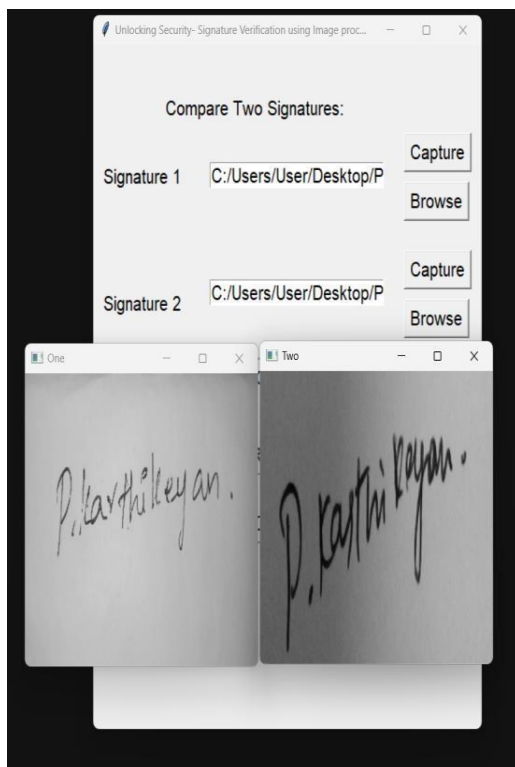 Unlocking Security- Signature Verification using Image proc...
Compare Two Signatures:
Capture
Signature 1 C:/Users/User/Desktop/P
Browse
Capture
Signature 2 C:/Users/User/Desktop/P
Browse
One
Two
P.karthikeyan.
P.karthikeyan.